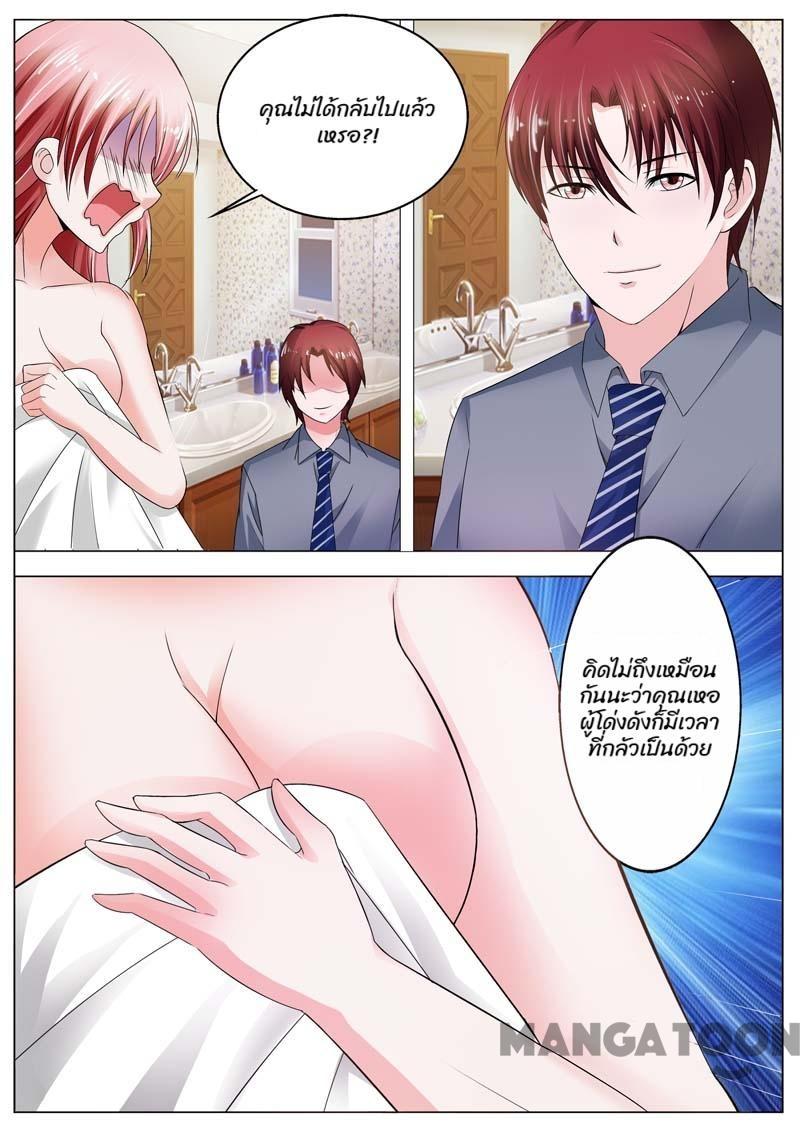 คุณไม่ได้กลับไปแล้ว
เหรอ?!
คิดไม่ถึงเหมือน
กันนะว่าคุณเหอ
ผู้โด่งดังก็มีเวลา
ที่กลัวเป็นด้วย
MANGATOON